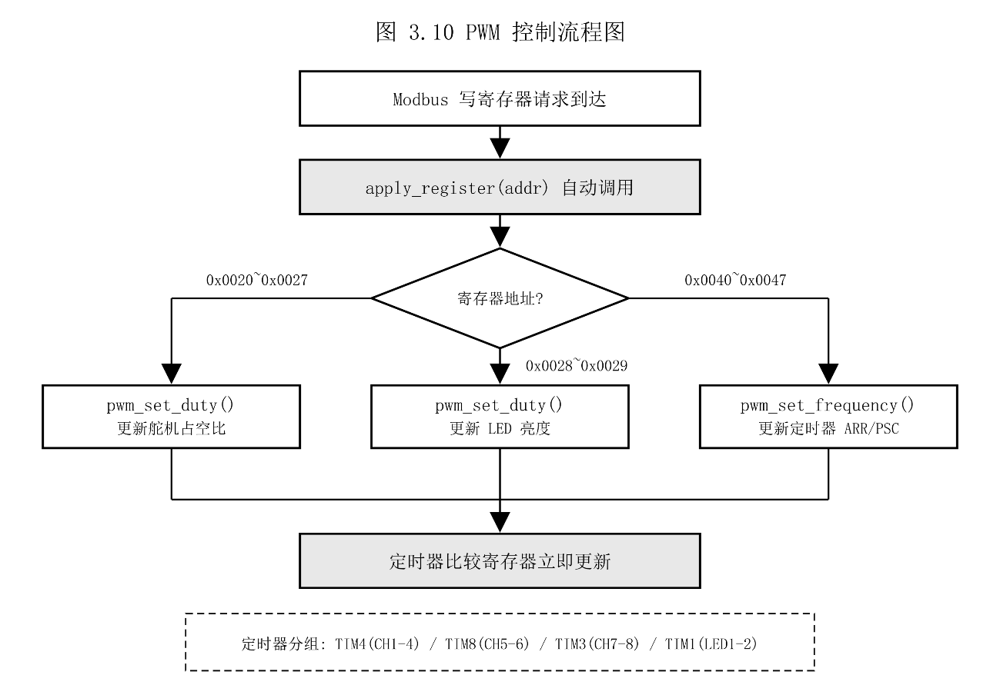 图 3.10 PWM 控制流程图
Modbus 写寄存器请求到达
apply_register(addr) 自动调用
0x0020~0x0027
0x0040~0x0047
寄存器地址?
0x0028~0x0029
pwm_set_duty()
更新舵机占空比
pwm_set_duty()
更新 LED 亮度
pwm_set_frequency()
更新定时器 ARR/PSC
定时器比较寄存器立即更新
定时器分组: TIM4(CH1-4) / TIM8(CH5-6) / TIM3(CH7-8) / TIM1(LED1-2)